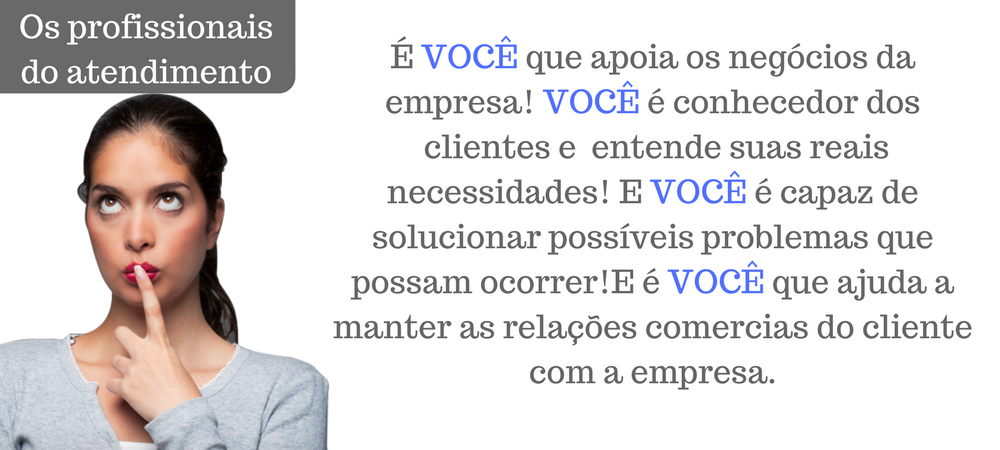 Os profissionais
do atendimento
É VOCÊ que apoia os negócios da
empresa! VOCÊ é conhecedor dos
clientes e  entende suas reais
necessidades! E VOCÊ é capaz de
solucionar possíveis problemas que
possam ocorrer!E é VOCÊ que ajuda a
manter as relações comercias do cliente
com a empresa.